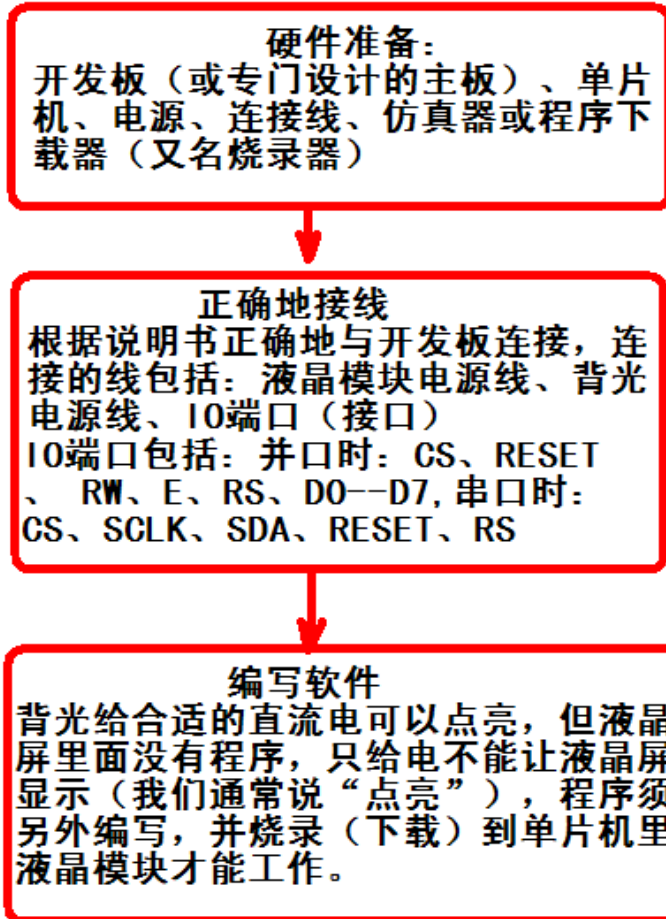 硬件准备：
开发板（或专门设计的主板）、单片
机、电源、连接线、仿真器或程序下
载器（又名烧录器）
正确地接线
根据说明书正确地与开发板连接，连
接的线包括：液晶模块电源线、背光
电源线、IO端口（接口）
IO端口包括：并口时：CS、RESET
、 RW、E、RS、D0--D7,串口时：
CS、SCLK、SDA、RESET、RS
编写软件
背光给合适的直流电可以点亮，但液晶
屏里面没有程序，只给电不能让液晶屏
显示（我们通常说“点亮”），程序须
另外编写，并烧录（下载）到单片机里
液晶模块才能工作。